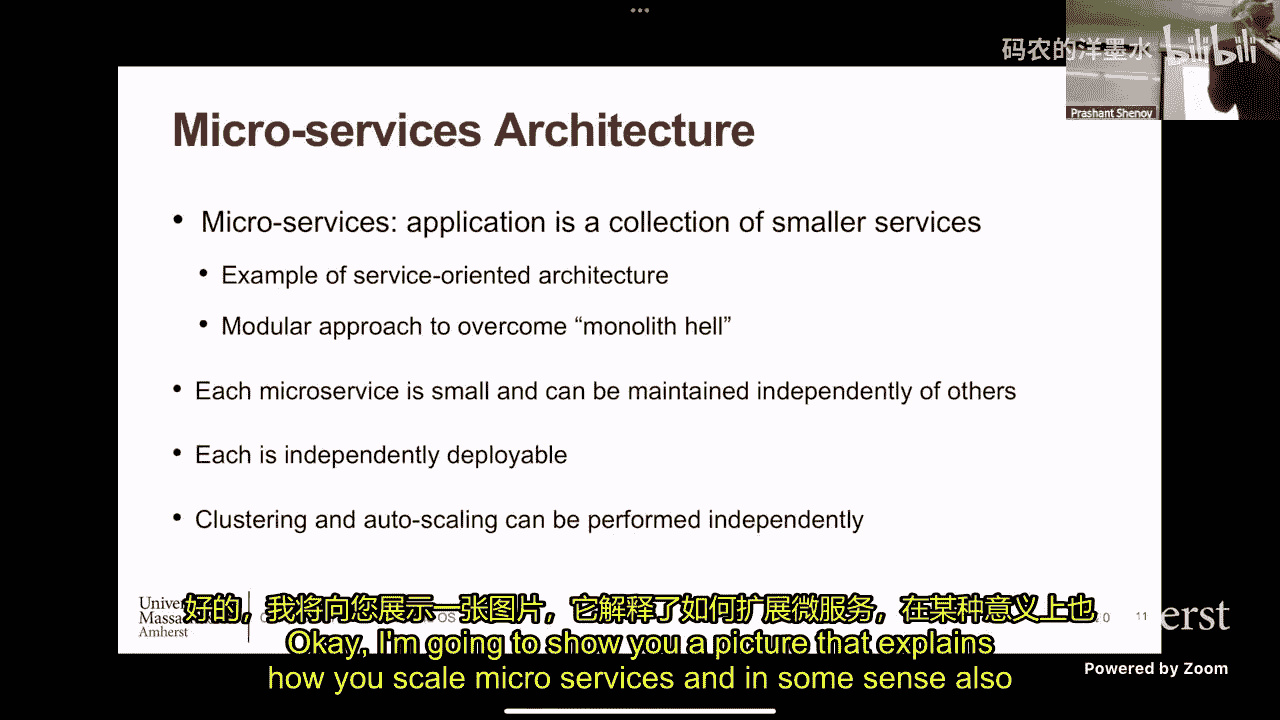 码农的洋墨水 bilibili
Prashant Shenoy
Micro-services Architecture
• Micro-services: application is a collection of smaller services
• Example of service-oriented architecture
• Modular approach to overcome “monolith hell”
• Each microservice is small and can be maintained independently of others
• Each is independently deployable
• Clustering and auto-scaling can be performed independently
Amherst
11
好的，我将向您展示一张图片，它解释了如何扩展微服务，在某种意义上也
Okay, I'm going to show you a picture that explains
how you scale micro services and in some sense also
Powered by Zoom